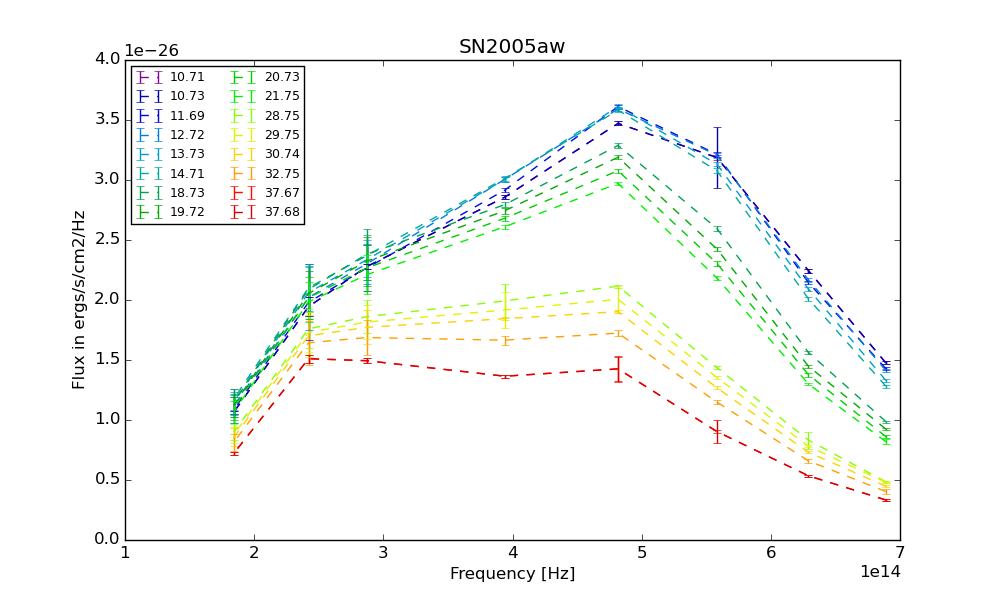 SN2005aw
1e−26
4.0
3.5
3.0
2.5
2.0
1.5
1.0
0.5
0.0
Flux in ergs/s/cm2/Hz
10.71 20.73
10.73 21.75
11.69 28.75
12.72 29.75
13.73 30.74
14.71 32.75
18.73 37.67
19.72 37.68
1 2 3 4 5 6 7
Frequency [Hz]
1e14